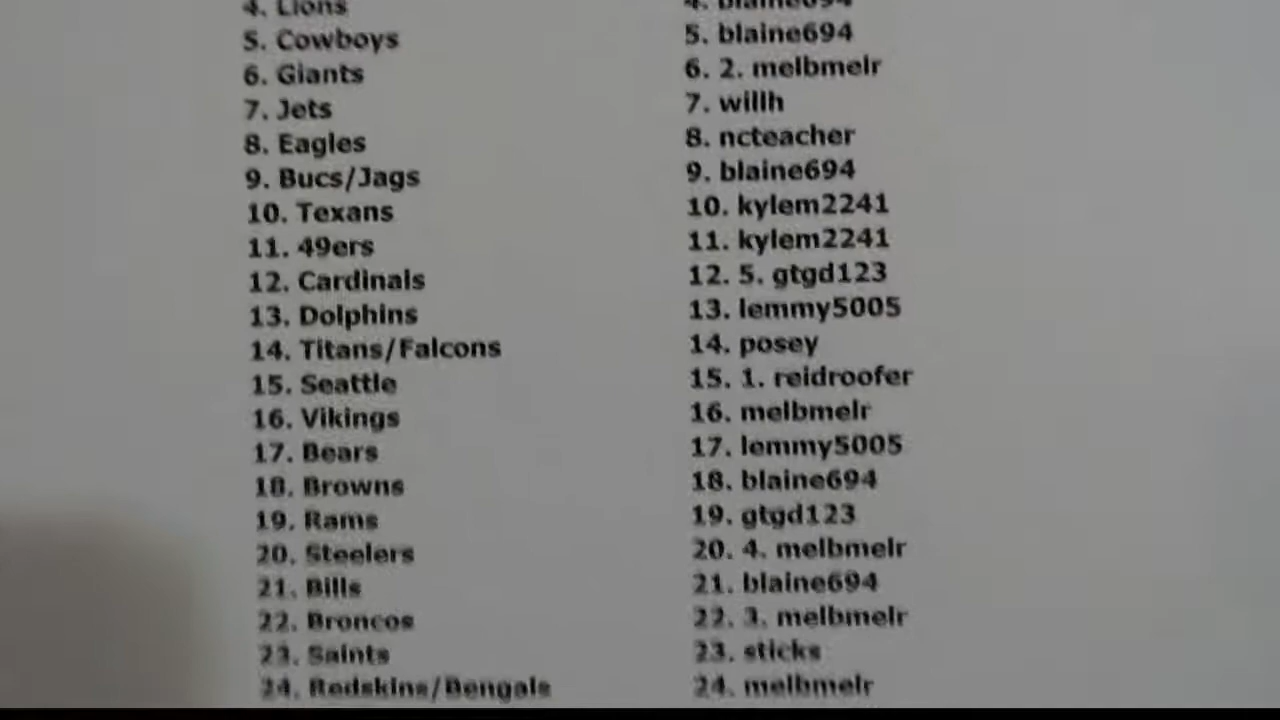 4. Lions
5. Cowboys
6. Giants
7. Jets
8. Eagles
9. Bucs/Jags
10. Texans
11. 49ers
12. Cardinals
13. Dolphins
14. Titans/Falcons
15. Seattle
16. Vikings
17. Bears
18. Browns
19. Rams
20. Steelers
21. Bills
22. Broncos
23. Saints
24. Redskins/Bengals
4. blaine694
5. blaine694
6. 2. melbmelr
7. willh
8. ncteacher
9. blaine694
10. kylem2241
11. kylem2241
12. 5. gtgd123
13. lemmy5005
14. posey
15. 1. reidroofer
16. melbmelr
17. lemmy5005
18. blaine694
19. gtgd123
20. 4. melbmelr
21. blaine694
22. 3. melbmelr
23. sticks
24. melbmelr